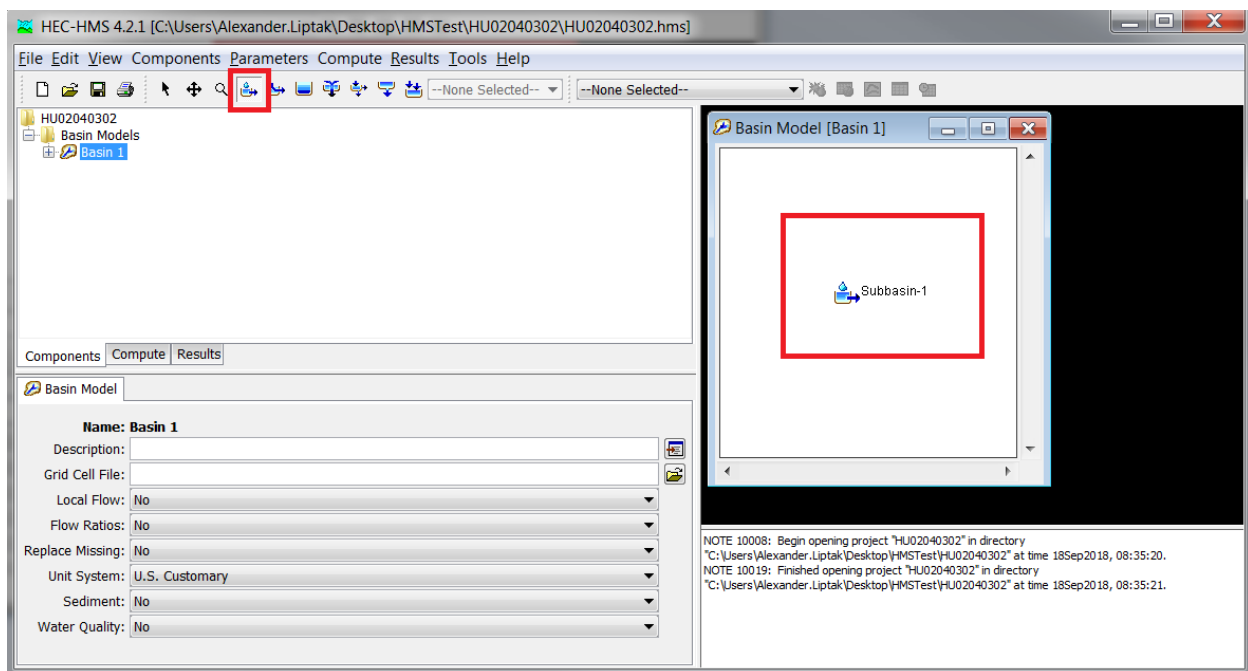 HEC-HMS 4.2.1 [C:\Users\Alexander.Liptak\Desktop\HMSTest\HU02040302\HU02040302.hms]
File Edit View Components Parameters Compute Results Tools Help
--None Selected-- --None Selected--
HU02040302
Basin Models
Basin 1
Components Compute Results
Basin Model
Name: Basin 1
Description:
Grid Cell File:
Local Flow: No
Flow Ratios: No
Replace Missing: No
Unit System: U.S. Customary
Sediment: No
Water Quality: No
Basin Model [Basin 1]
Subbasin-1
NOTE 10008: Begin opening project "HU02040302" in directory
"C:\Users\Alexander.Liptak\Desktop\HMSTest\HU02040302" at time 18Sep2018, 08:35:20.
NOTE 10019: Finished opening project "HU02040302" in directory
"C:\Users\Alexander.Liptak\Desktop\HMSTest\HU02040302" at time 18Sep2018, 08:35:21.